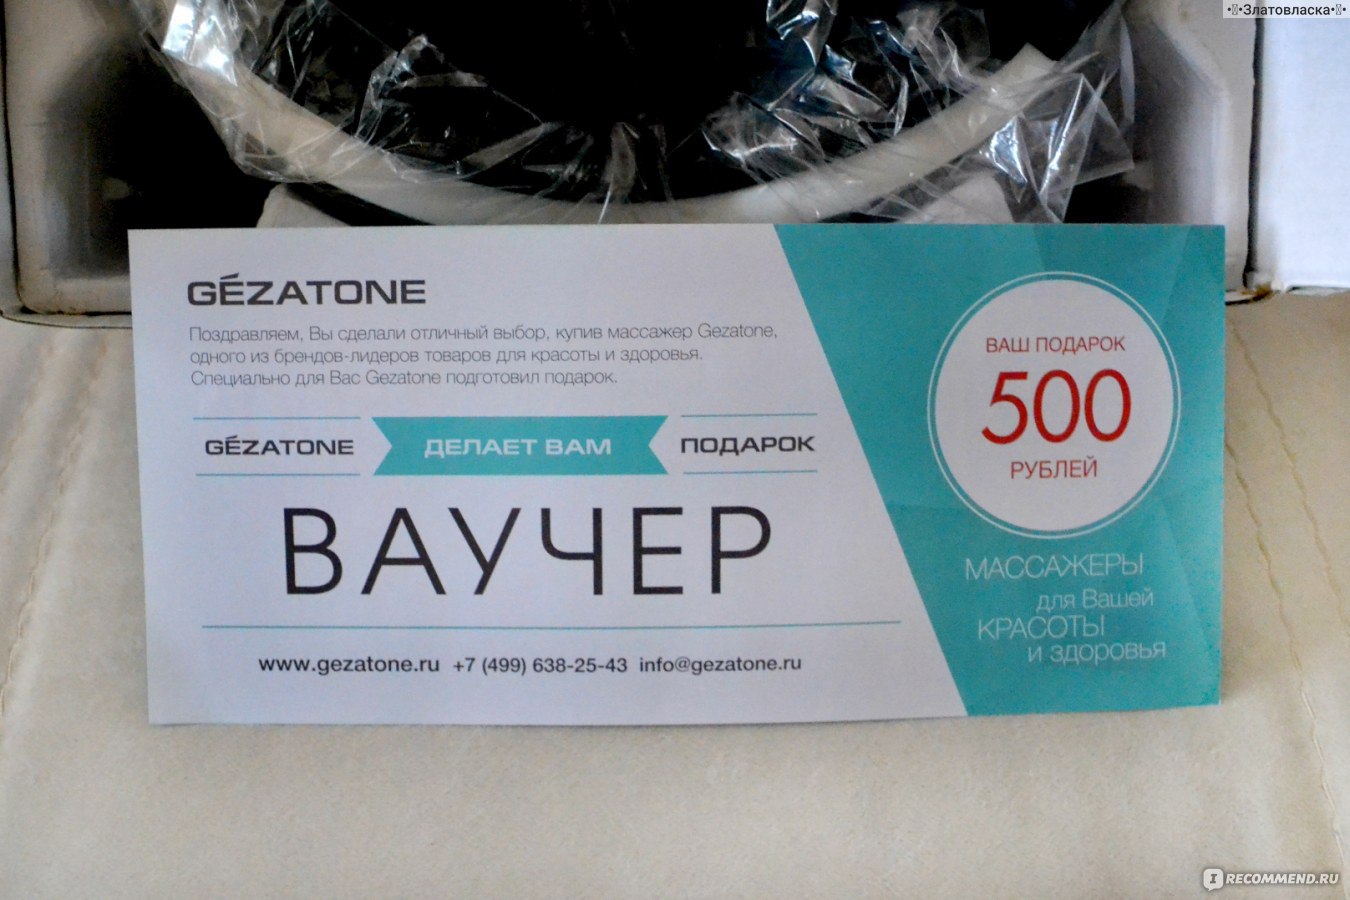 •Златовласка•
GÉZATONE
Поздравляем, Вы сделали отличный выбор, купив массажер Gezatone,
одного из брендов-лидеров товаров для красоты и здоровья.
Специально для Вас Gezatone подготовил подарок.
GÉZATONE ДЕЛАЕТ ВАМ ПОДАРОК
ВАУЧЕР
www.gezatone.ru +7 (499) 638-25-43 info@gezatone.ru
ВАШ ПОДАРОК
500
РУБЛЕЙ
МАССАЖЕРЫ
для Вашей
КРАСОТЫ
и здоровья
IRECOMMEND.RU